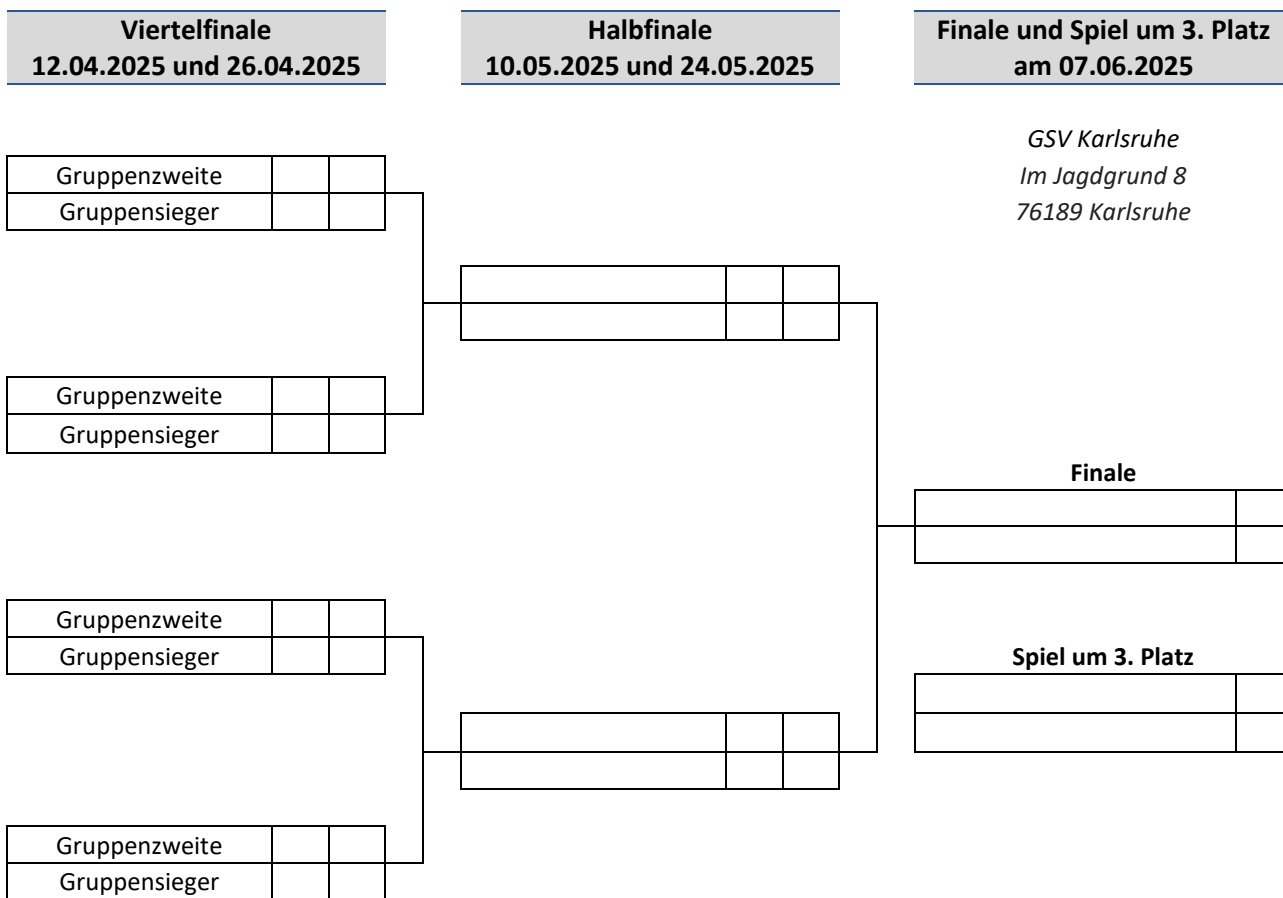 Viertelfinale
12.04.2025 und 26.04.2025
Halbfinale
10.05.2025 und 24.05.2025
Finale und Spiel um 3. Platz
am 07.06.2025
GSV Karlsruhe
Im Jagdgrund 8
76189 Karlsruhe
Gruppenzweite
Gruppensieger
Gruppenzweite
Gruppensieger
Finale
Gruppenzweite
Gruppensieger
Spiel um 3. Platz
Gruppenzweite
Gruppensieger